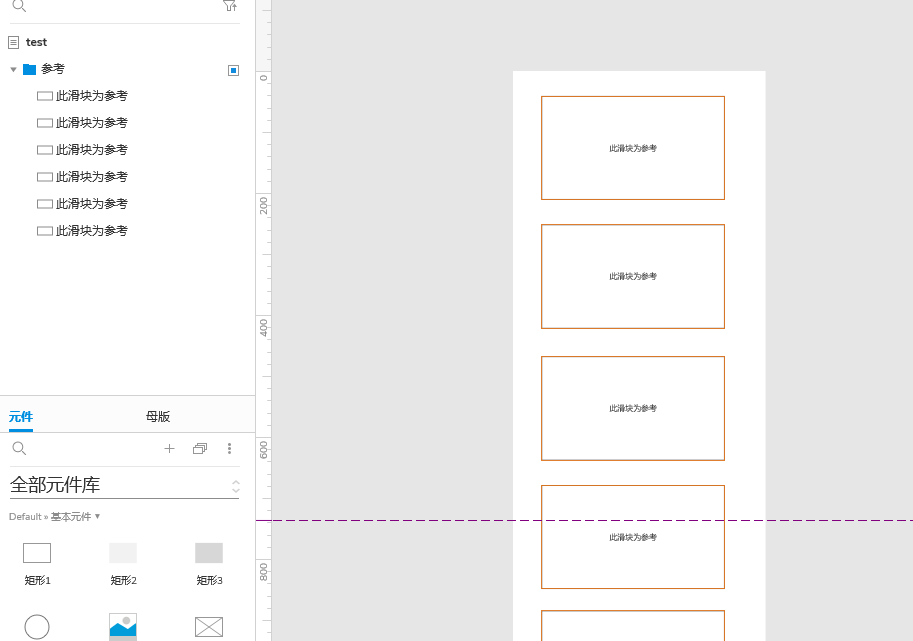 test
参考
此滑块为参考
此滑块为参考
此滑块为参考
此滑块为参考
此滑块为参考
此滑块为参考
元件 母版
全部元件库
Default » 基本元件 ▾
矩形1 矩形2 矩形3
0
200
400
600
800
此滑块为参考
此滑块为参考
此滑块为参考
此滑块为参考